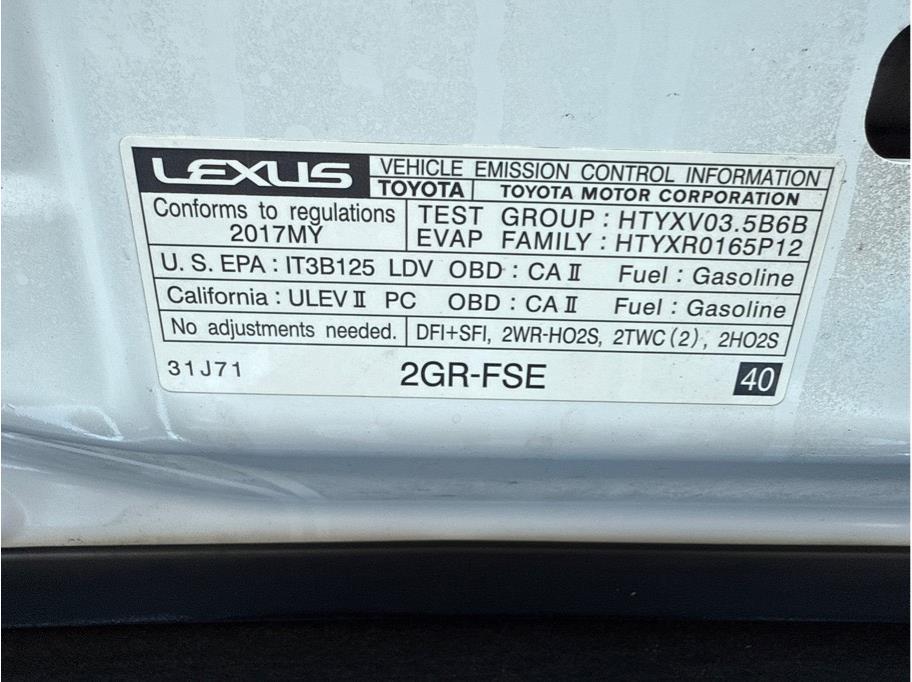 LEXUS VEHICLE EMISSION CONTROL INFORMATION
TOYOTA TOYOTA MOTOR CORPORATION
Conforms to regulations
2017MY
TEST GROUP : HTYXV03.5B6B
EVAP FAMILY : HTYXR0165P12
U. S. EPA : IT3B125 LDV OBD : CA II Fuel : Gasoline
California : ULEV II PC OBD : CA II Fuel : Gasoline
No adjustments needed. DFI+SFI, 2WR-HO2S, 2TWC(2), 2HO2S
31J71 2GR-FSE 40